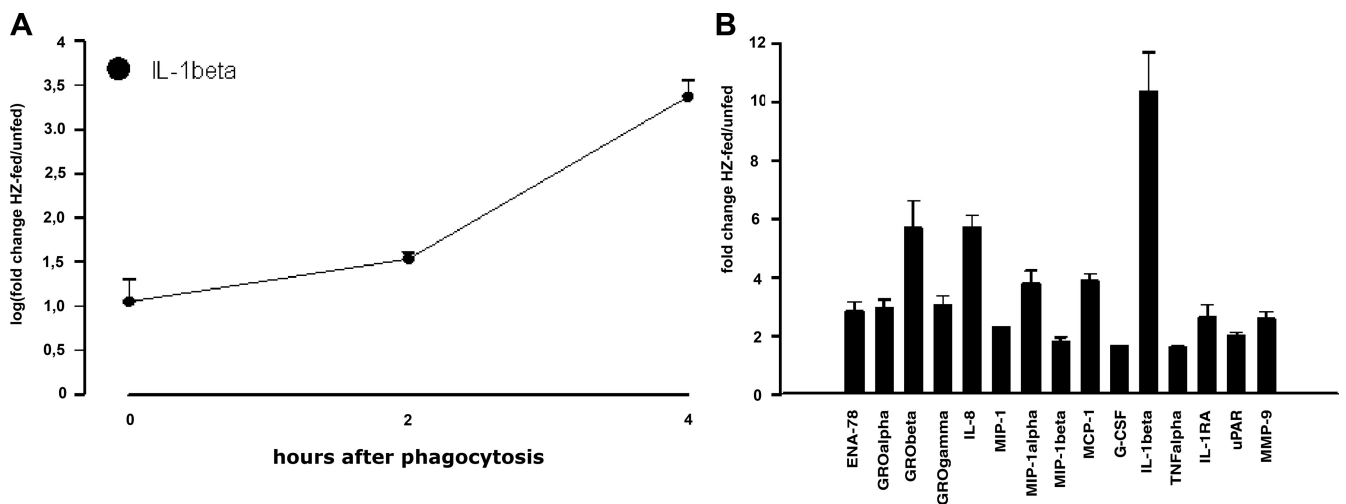 A
log(fold change HZ-fed/unfed)
4
3,5
3.0
2,5
2,0
1,5
1,0
0,5
0
IL-1beta
0 2 4
hours after phagocytosis
B
fold change HZ-fed/unfed
12
10
8
6
4
2
0
ENA-78
GROalpha
GRObeta
GROgamma
IL-8
MIP-1
MIP-1alpha
MIP-1beta
MCP-1
G-CSF
IL-1beta
TNFalpha
IL-1RA
uPAR
MMP-9